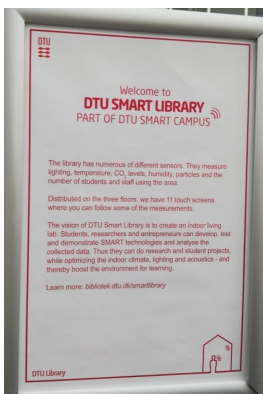 DTU
Welcome to
DTU SMART LIBRARY
PART OF DTU SMART CAMPUS
The library has numerous of different sensors. They measure
lighting, temperature, CO₂ levels, humidity, particles and the
number of students and staff using the area.
Distributed on the three floors, we have 11 touch screens
where you can follow some of the measurements.
The vision of DTU Smart Library is to create an indoor living
lab. Students, researchers and entrepreneurs can develop, test
and demonstrate SMART technologies and analyse the
collected data. Thus they can do research and student projects,
while optimizing the indoor climate, lighting and acoustics - and
thereby boost the environment for learning.
Learn more: bibliotek.dtu.dk/smartlibrary
DTU Library